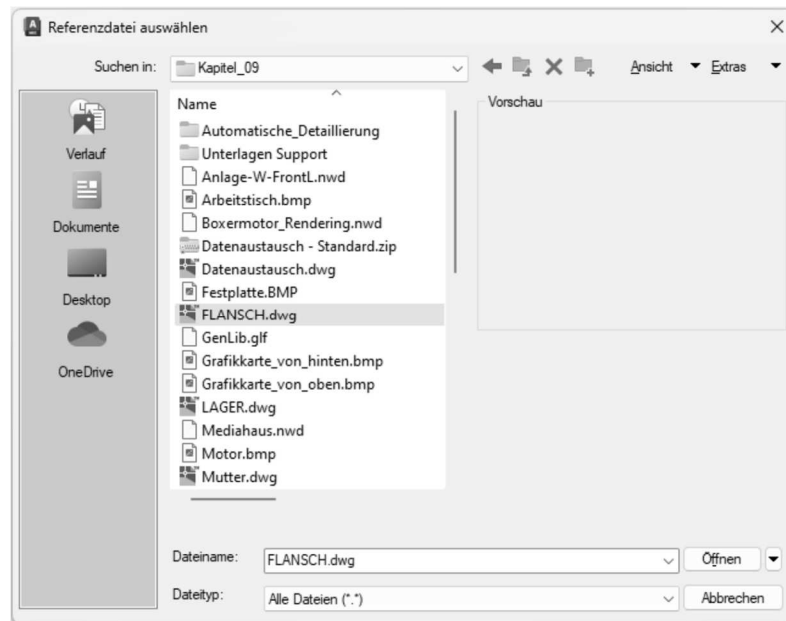 Referenzdatei auswählen
Suchen in: Kapitel_09 Ansicht Extras
Verlauf
Dokumente
Desktop
OneDrive
Name
Automatische_Detaillierung
Unterlagen Support
Anlage-W-FrontL.nwd
Arbeitstisch.bmp
Boxermotor_Rendering.nwd
Datenaustausch - Standard.zip
Datenaustausch.dwg
Festplatte.BMP
FLANSCH.dwg
GenLib.glf
Grafikkarte_von_hinten.bmp
Grafikkarte_von_oben.bmp
LAGER.dwg
Mediahaus.nwd
Motor.bmp
Mutter.dwg
Vorschau
Dateiname: FLANSCH.dwg Öffnen
Dateityp: Alle Dateien (*.*) Abbrechen